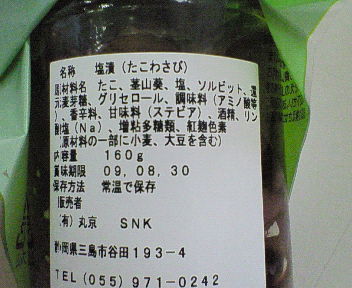 名称 塩漬（たこわさび）
原材料名 たこ、茎山葵、塩、ソルビット、還
元麦芽糖、グリセロール、調味料（アミノ酸等
）、香辛料、甘味料（ステビア）、酒精、リン
酸塩（Na）、増粘多糖類、紅麹色素
（原材料の一部に小麦、大豆を含む）
内容量 160g
賞味期限 09,08,30
保存方法 常温で保存
販売者
（有）丸京 SNK
静岡県三島市谷田193-4
TEL(055)971-0242